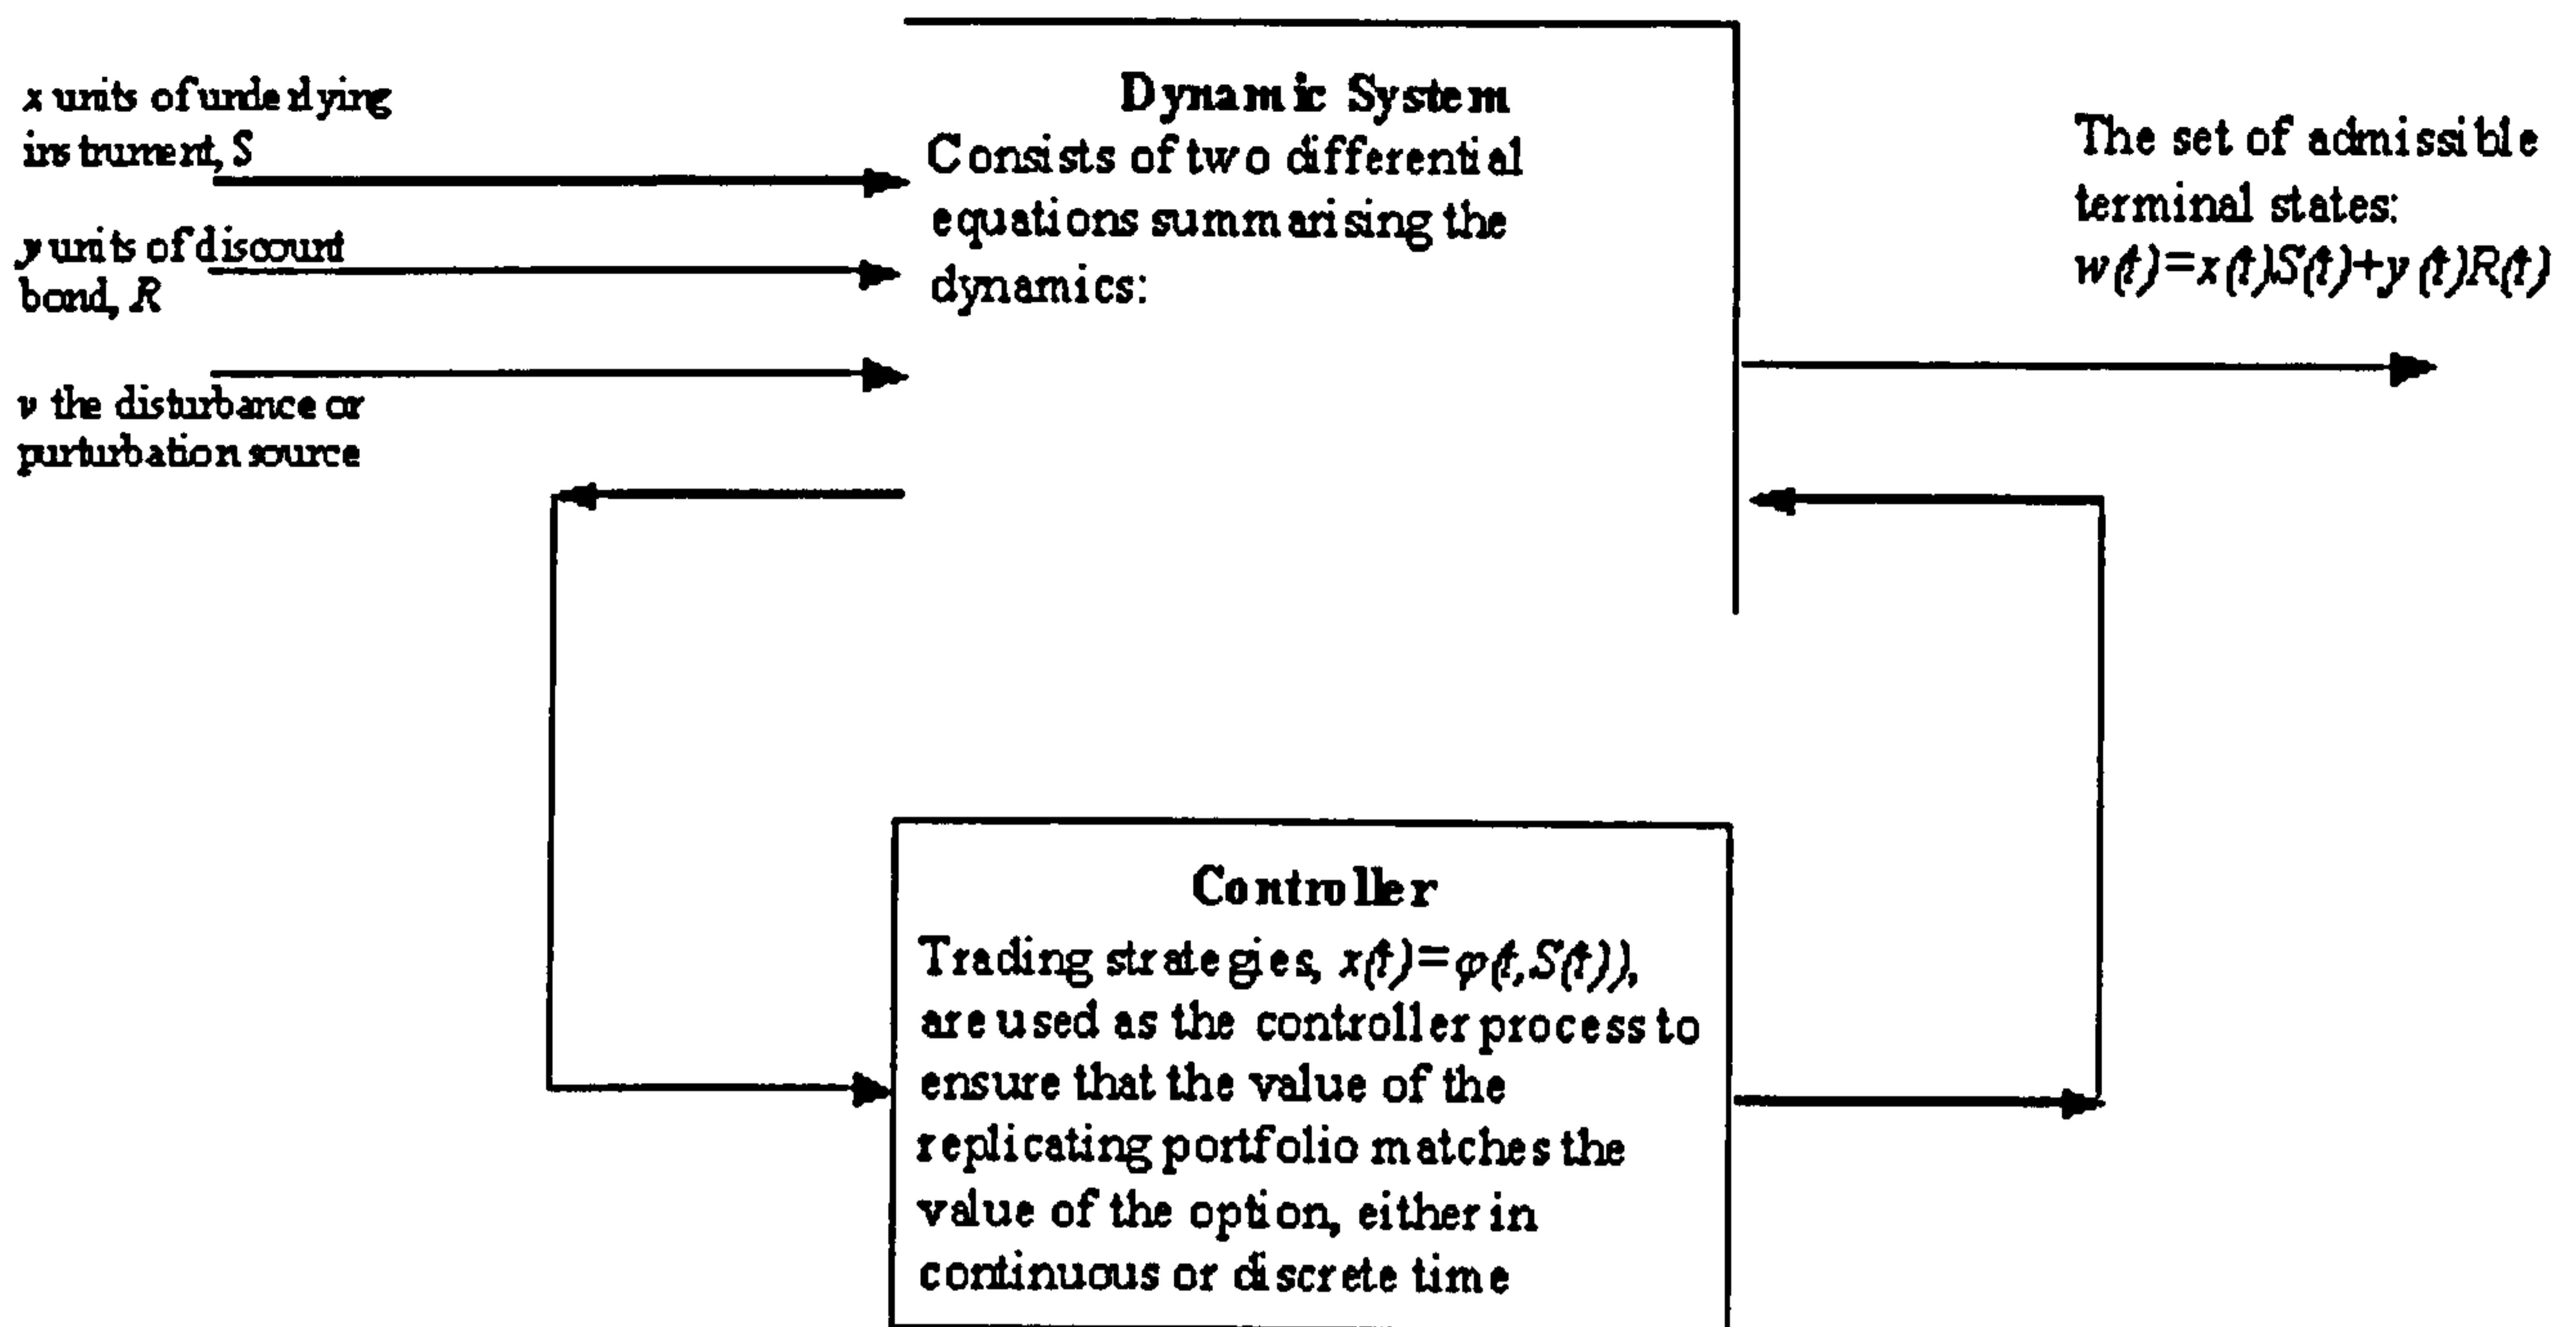 x units of underlying
instrument, S
y units of discount
bond, R
v the disturbance or
purturbation source
Dynamic System
Consists of two differential
equations summarising the
dynamics:
The set of admissible
terminal states:
w(t)=x(t)S(t)+y(t)R(t)
Controller
Trading strategies, x(t)=φ(t,S(t)),
are used as the controller process to
ensure that the value of the
replicating portfolio matches the
value of the option, either in
continuous or discrete time